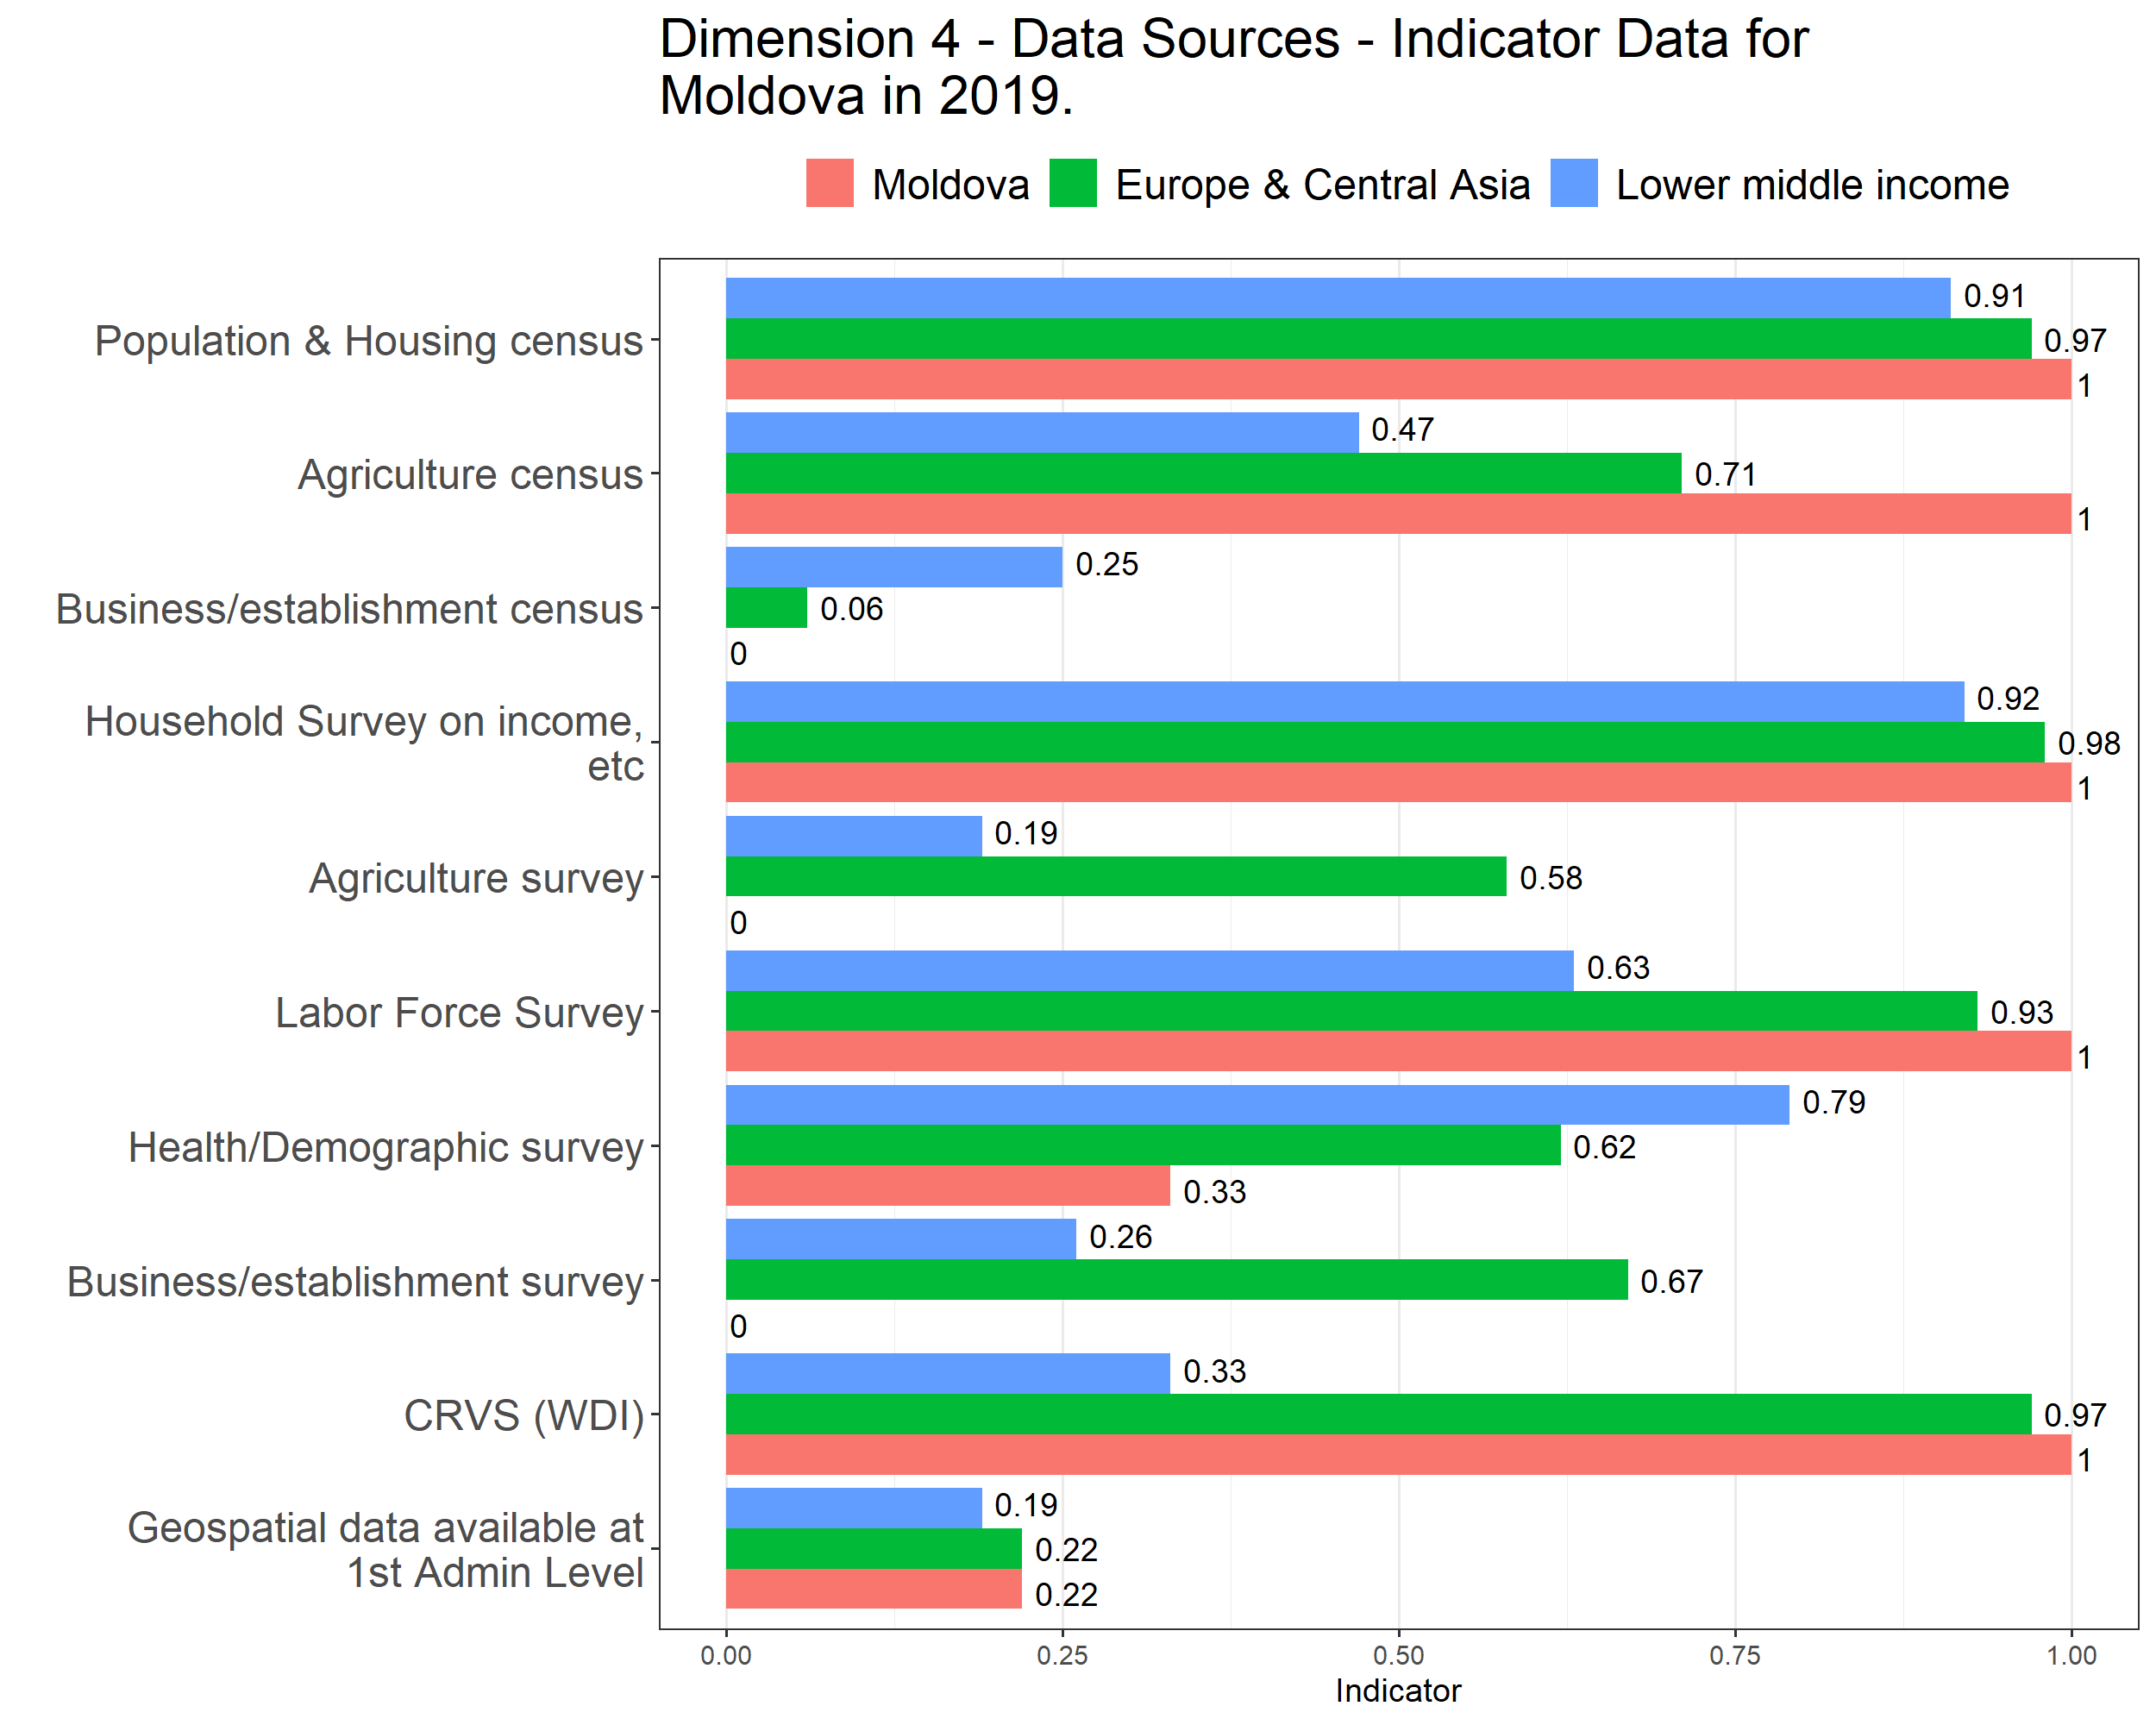 Dimension 4 - Data Sources - Indicator Data for
Moldova in 2019.
Moldova Europe & Central Asia Lower middle income
Population & Housing census
0.91
0.97
1
Agriculture census
0.47
0.71
1
Business/establishment census
0.25
0.06
0
Household Survey on income,
etc
0.92
0.98
1
Agriculture survey
0.19
0.58
0
Labor Force Survey
0.63
0.93
1
Health/Demographic survey
0.79
0.62
0.33
Business/establishment survey
0.26
0.67
0
CRVS (WDI)
0.33
0.97
1
Geospatial data available at
1st Admin Level
0.19
0.22
0.22
0.00 0.25 0.50 0.75 1.00
Indicator